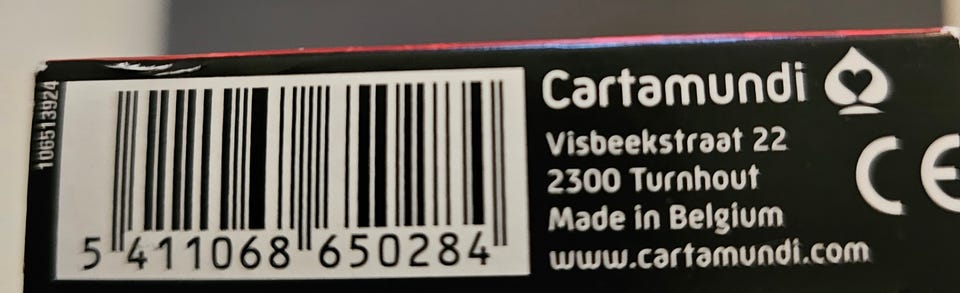 106513924
5 411068 650284
Cartamundi
Visbeekstraat 22
2300 Turnhout
Made in Belgium
www.cartamundi.com
CE